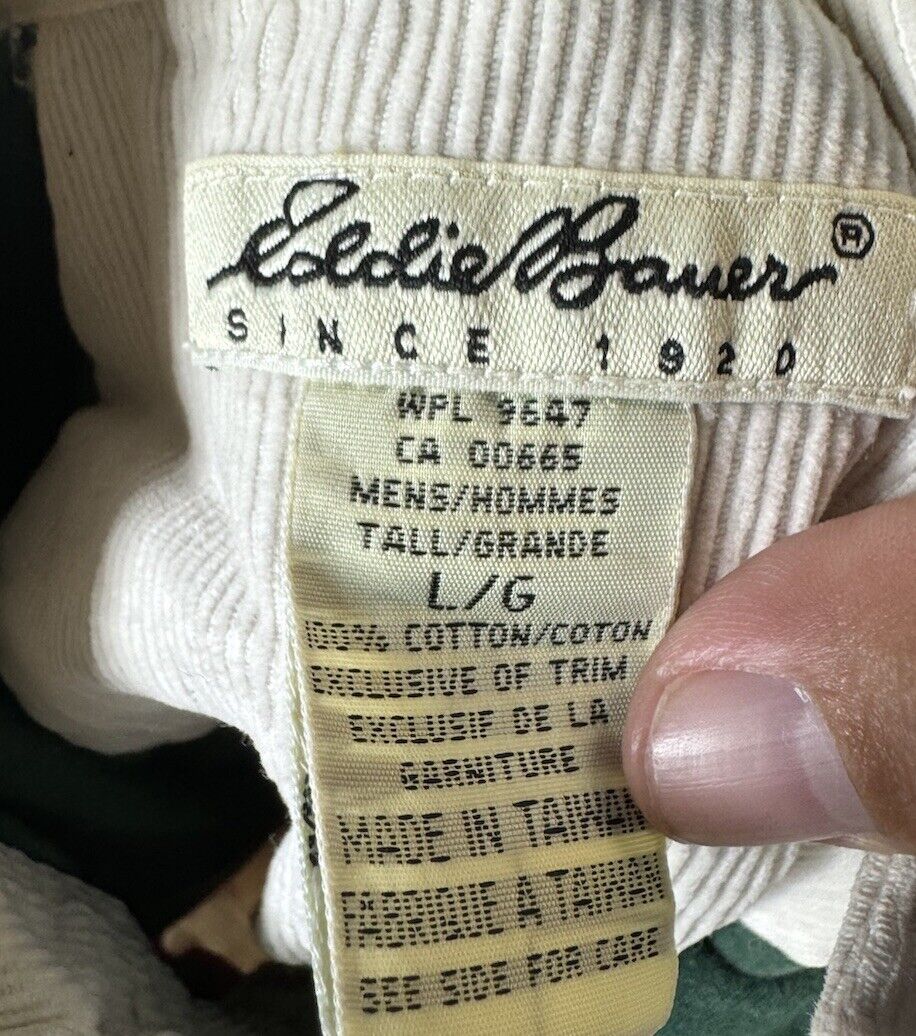 Eddie Bauer ®
SINCE 1920
WPL 9647
CA 00665
MENS/HOMMES
TALL/GRANDE
L/G
100% COTTON/COTON
EXCLUSIVE OF TRIM
EXCLUSIF DE LA
GARNITURE
MADE IN TAIWAN
FABRIQUE A TAIWAN
SEE SIDE FOR CARE